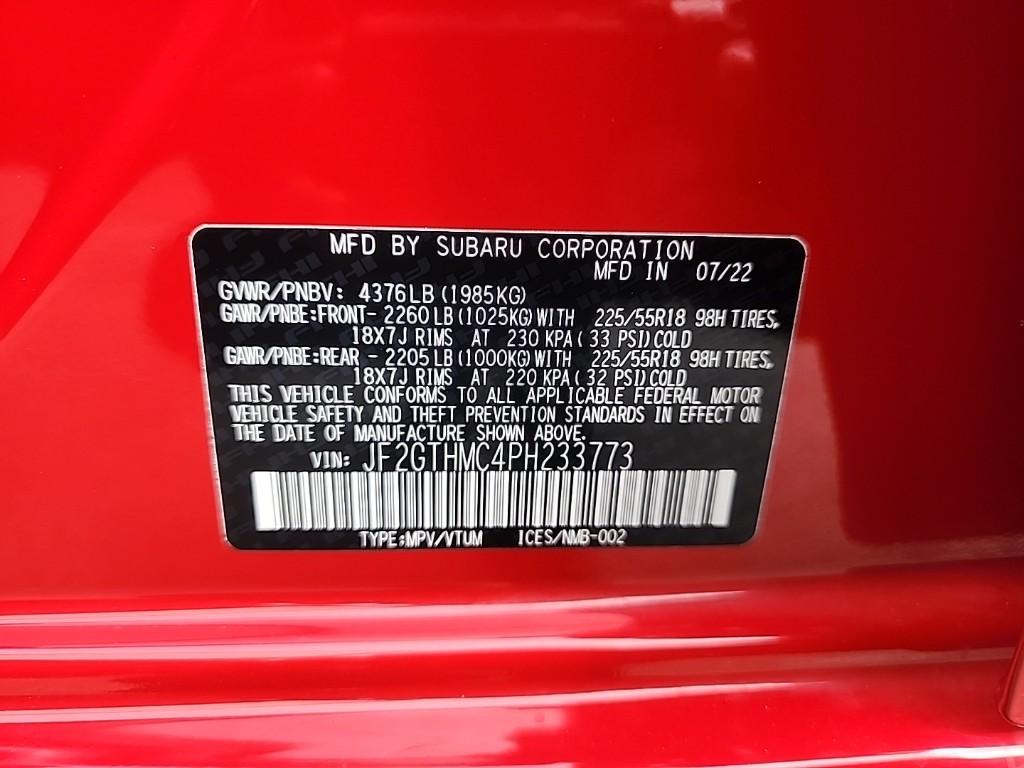 MFD BY SUBARU CORPORATION
MFD IN 07/22
GVWR/PNBV: 4376LB (1985KG)
GAWR/PNBE:FRONT- 2260 LB (1025KG) WITH 225/55R18 98H TIRES,
18X7J RIMS AT 230 KPA ( 33 PSI) COLD
GAWR/PNBE:REAR - 2205 LB (1000KG) WITH 225/55R18 98H TIRES,
18X7J RIMS AT 220 KPA ( 32 PSI) COLD
THIS VEHICLE CONFORMS TO ALL APPLICABLE FEDERAL MOTOR
VEHICLE SAFETY AND THEFT PREVENTION STANDARDS IN EFFECT ON
THE DATE OF MANUFACTURE SHOWN ABOVE.
VIN: JF2GTHMC4PH233773
TYPE:MPV/VTUM ICES/NMB-002